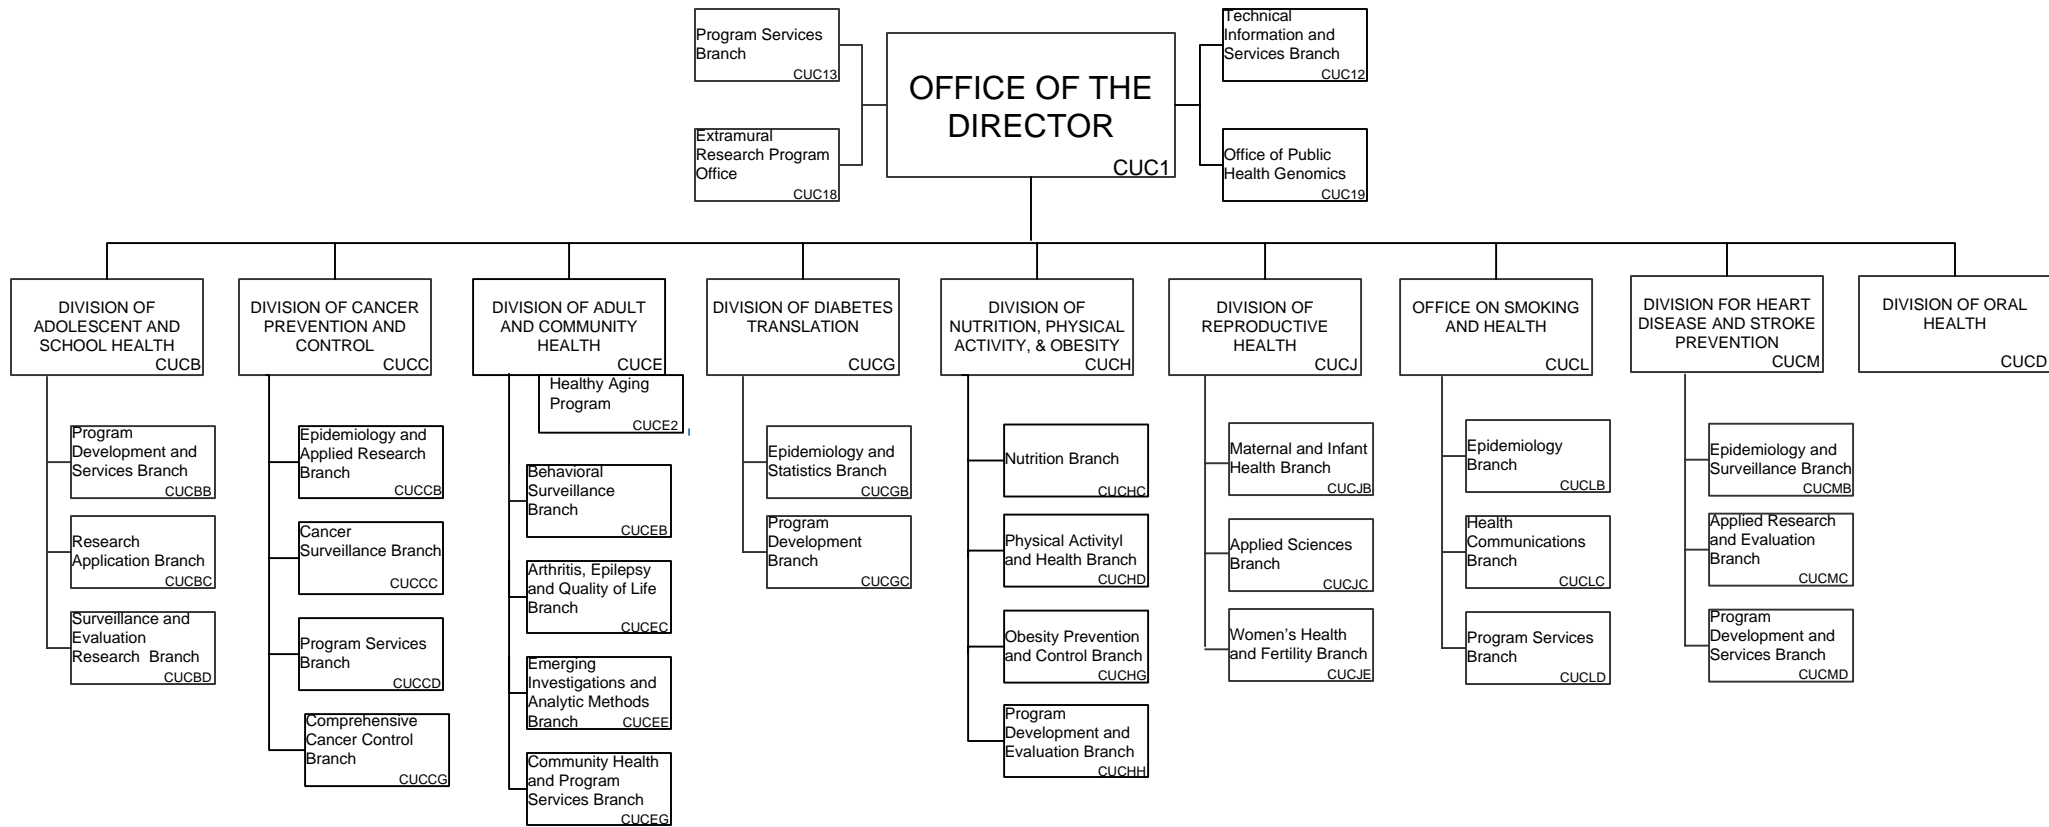 Program Services
Branch
CUC13
Extramural
Research Program
Office
CUC18
OFFICE OF THE
DIRECTOR
CUC1
Technical
Information and
Services Branch
CUC12
Office of Public
Health Genomics
CUC19
DIVISION OF
ADOLESCENT AND
SCHOOL HEALTH
CUCB
Program
Development and
Services Branch
CUCBB
Research
Application Branch
CUCBC
Surveillance and
Evaluation
Research Branch
CUCBD
DIVISION OF CANCER
PREVENTION AND
CONTROL
CUCC
Epidemiology and
Applied Research
Branch
CUCCB
Cancer
Surveillance Branch
CUCCC
Program Services
Branch
CUCCD
Comprehensive
Cancer Control
Branch
CUCCG
DIVISION OF ADULT
AND COMMUNITY
HEALTH
CUCE
Healthy Aging
Program
CUCE2
Behavioral
Surveillance
Branch
CUCEB
Arthritis, Epilepsy
and Quality of Life
Branch
CUCEC
Emerging
Investigations and
Analytic Methods
Branch CUCEE
Community Health
and Program
Services Branch
CUCEG
DIVISION OF DIABETES
TRANSLATION
CUCG
Epidemiology and
Statistics Branch
CUCGB
Program
Development
Branch
CUCGC
DIVISION OF
NUTRITION, PHYSICAL
ACTIVITY, & OBESITY
CUCH
Nutrition Branch
CUCHC
Physical Activityl
and Health Branch
CUCHD
Obesity Prevention
and Control Branch
CUCHG
Program
Development and
Evaluation Branch
CUCHH
DIVISION OF
REPRODUCTIVE
HEALTH
CUCJ
Maternal and Infant
Health Branch
CUCJB
Applied Sciences
Branch
CUCJC
Women's Health
and Fertility Branch
CUCJE
OFFICE ON SMOKING
AND HEALTH
CUCL
Epidemiology
Branch
CUCLB
Health
Communications
Branch
CUCLC
Program Services
Branch
CUCLD
DIVISION FOR HEART
DISEASE AND STROKE
PREVENTION
CUCM
Epidemiology and
Surveillance Branch
CUCMB
Applied Research
and Evaluation
Branch
CUCMC
Program
Development and
Services Branch
CUCMD
DIVISION OF ORAL
HEALTH
CUCD